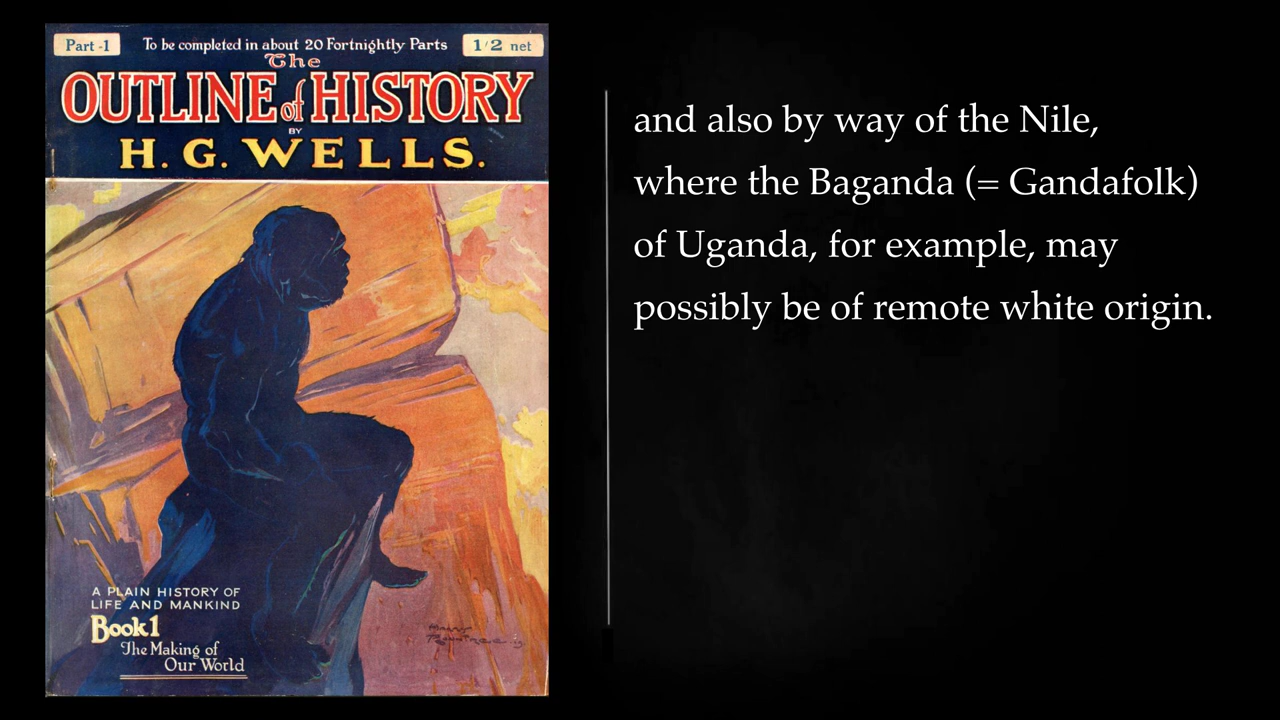 Part -1
To be completed in about 20 Fortnightly Parts
1/2 net
The
OUTLINE of HISTORY
BY
H. G. WELLS.
and also by way of the Nile,
where the Baganda (= Gandafolk)
of Uganda, for example, may
possibly be of remote white origin.
A PLAIN HISTORY OF
LIFE AND MANKIND
Book 1
The Making of
Our World